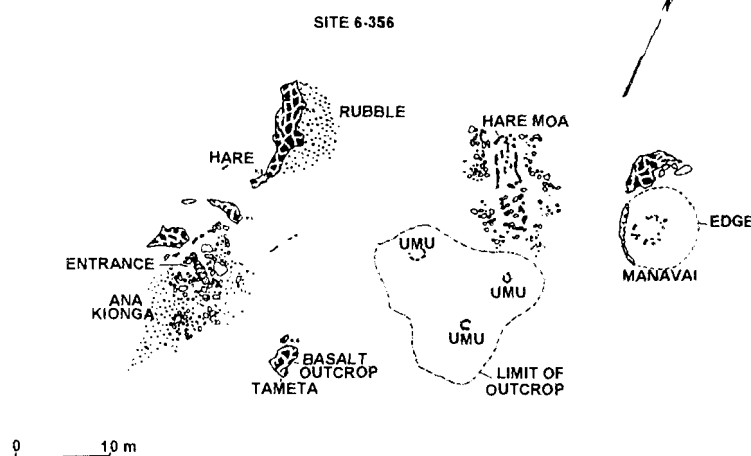 SITE 6-356
RUBBLE
HARE MOA
HARE
EDGE
UMU
ENTRANCE
MANAVAI
UMU
ANA
KIONGA
UMU
BASALT
OUTCROP
LIMIT OF
OUTCROP
TAMETA
0 10 m